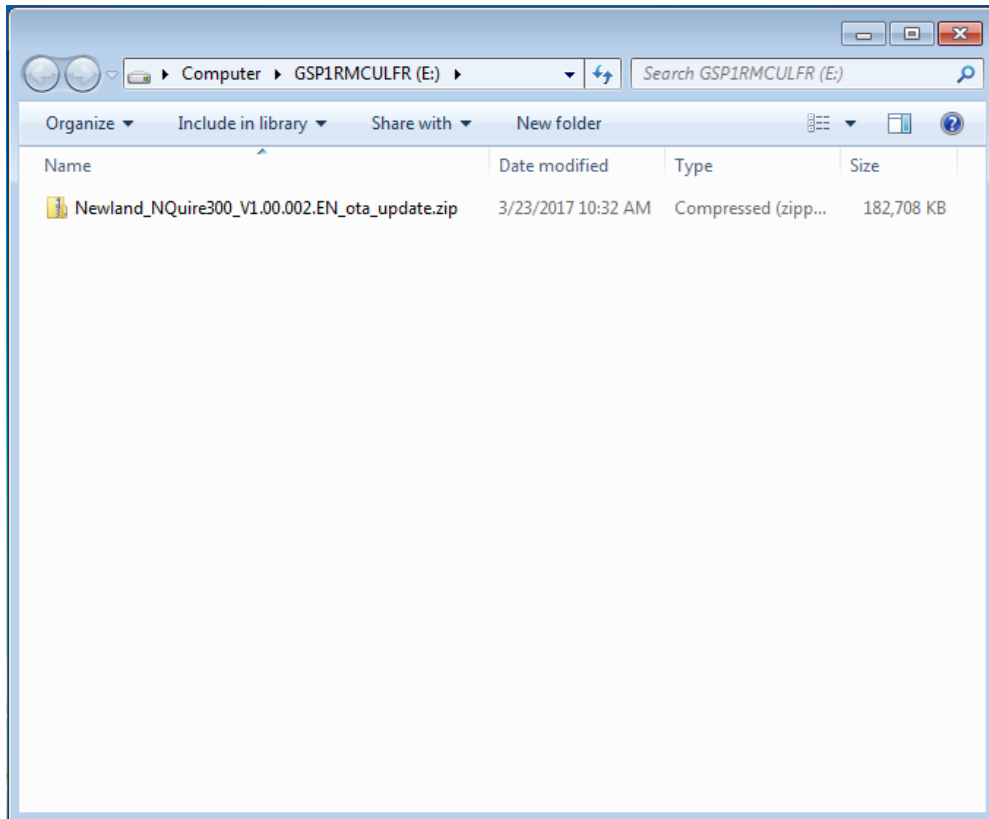 Computer GSP1RMCULFR (E:) Search GSP1RMCULFR (E:)
Organize Include in library Share with New folder
Name Date modified Type Size
Newland_NQuire300_V1.00.002.EN_ota_update.zip 3/23/2017 10:32 AM Compressed (zipp... 182,708 KB